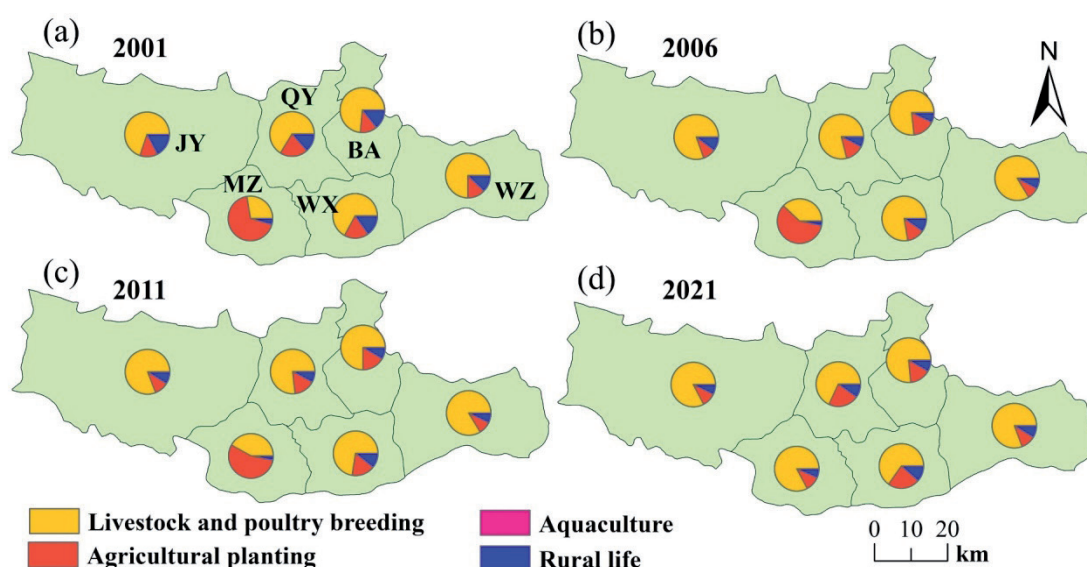 (a)
2001
(b)
2006
N
QY
JY
BA
MZ
WX
WZ
(c)
2011
(d)
2021
Livestock and poultry breeding
Agricultural planting
Aquaculture
Rural life
0 10 20
km